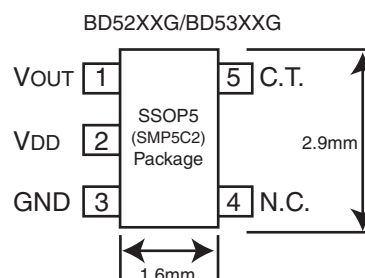 BD52XXG/BD53XXG
VOUT 1
5 C.T.
SSOP5
(SMP5C2)
Package
VDD 2
2.9mm
GND 3
4 N.C.
1.6mm